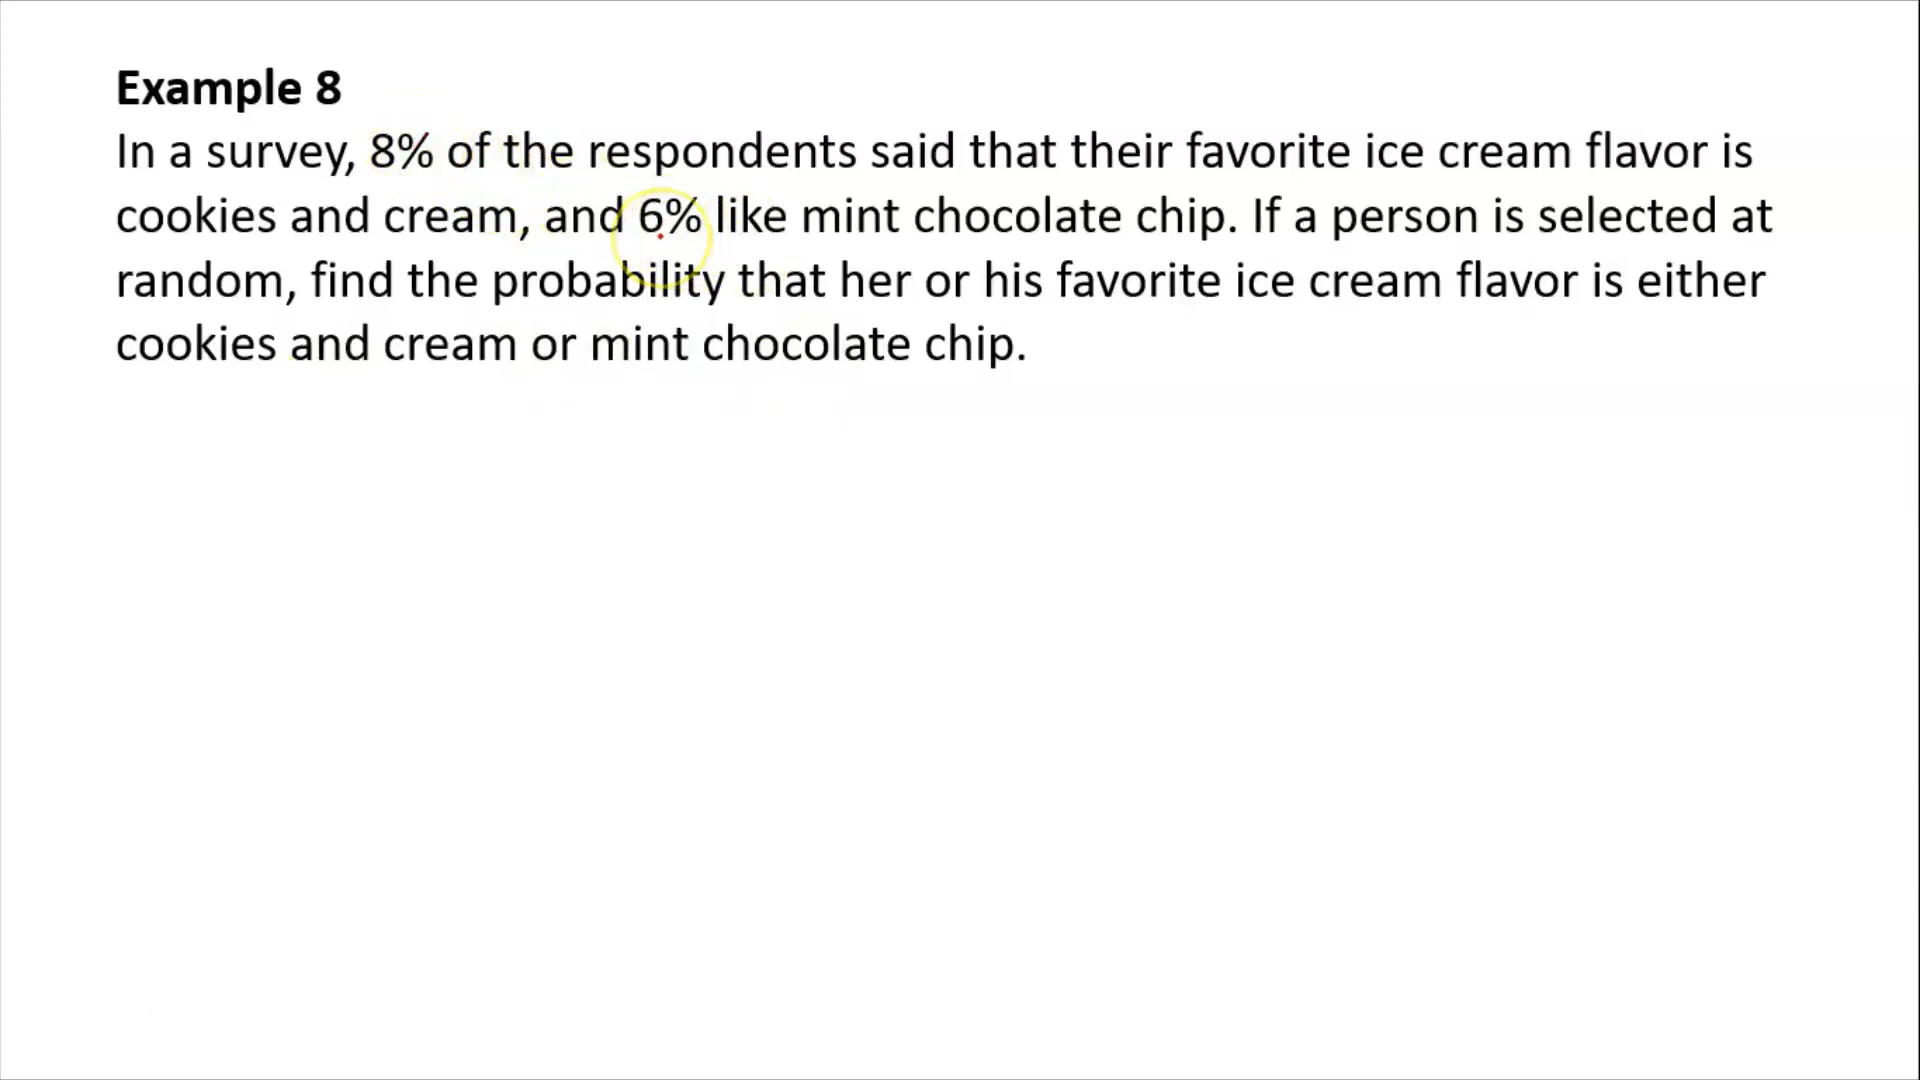 Example 8
In a survey, 8% of the respondents said that their favorite ice cream flavor is
cookies and cream, and 6% like mint chocolate chip. If a person is selected at
random, find the probability that her or his favorite ice cream flavor is either
cookies and cream or mint chocolate chip.